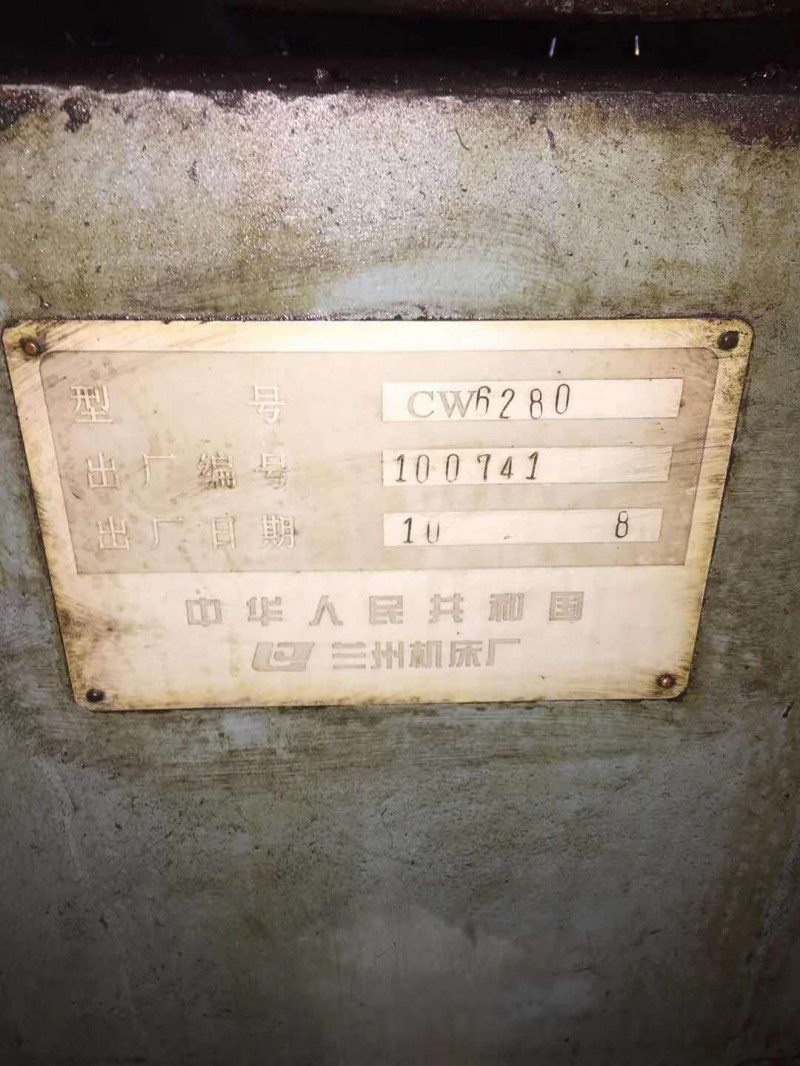 型号 CW6280
出厂编号 100741
出厂日期 10 . 8
中华人民共和国
兰州机床厂